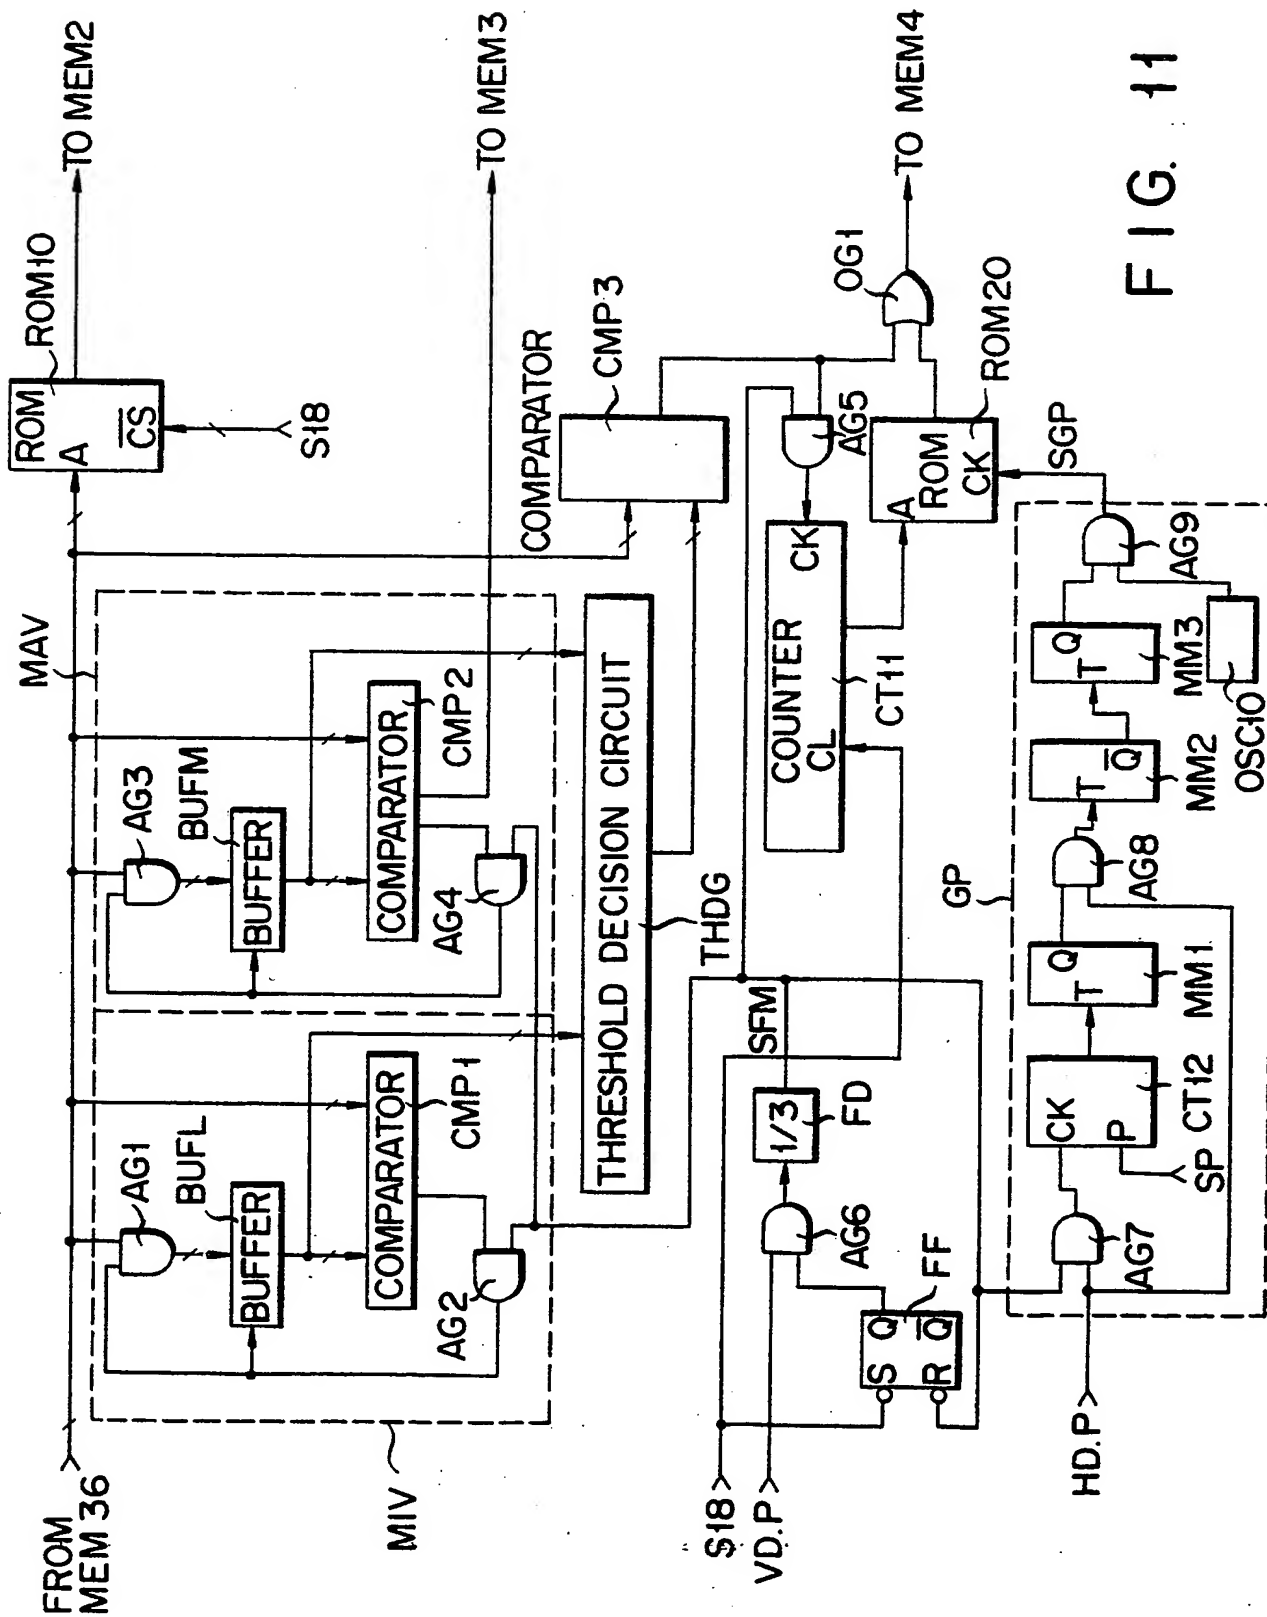 FROM
MEM 36
MIV
MAV
AG1
BUFL
BUFFER
COMPARATOR
CMP1
AG2
AG3
BUFM
BUFFER
COMPARATOR
CMP2
AG4
ROM
A
CS
ROM10
S18
TO MEM2
TO MEM3
THRESHOLD DECISION CIRCUIT
THDG
COMPARATOR
CMP3
S18
VD.P
AG6
1/3
FD
SFM
S Q
R Q
FF
COUNTER
CK
CL
CT11
AG5
OG1
TO MEM4
A
ROM
CK
ROM20
SGP
GP
HD.P
AG7
CK
P
SP
CT12
T
Q
MM1
AG8
T
Q
MM2
T
Q
MM3
OSC10
AG9
FIG. 11